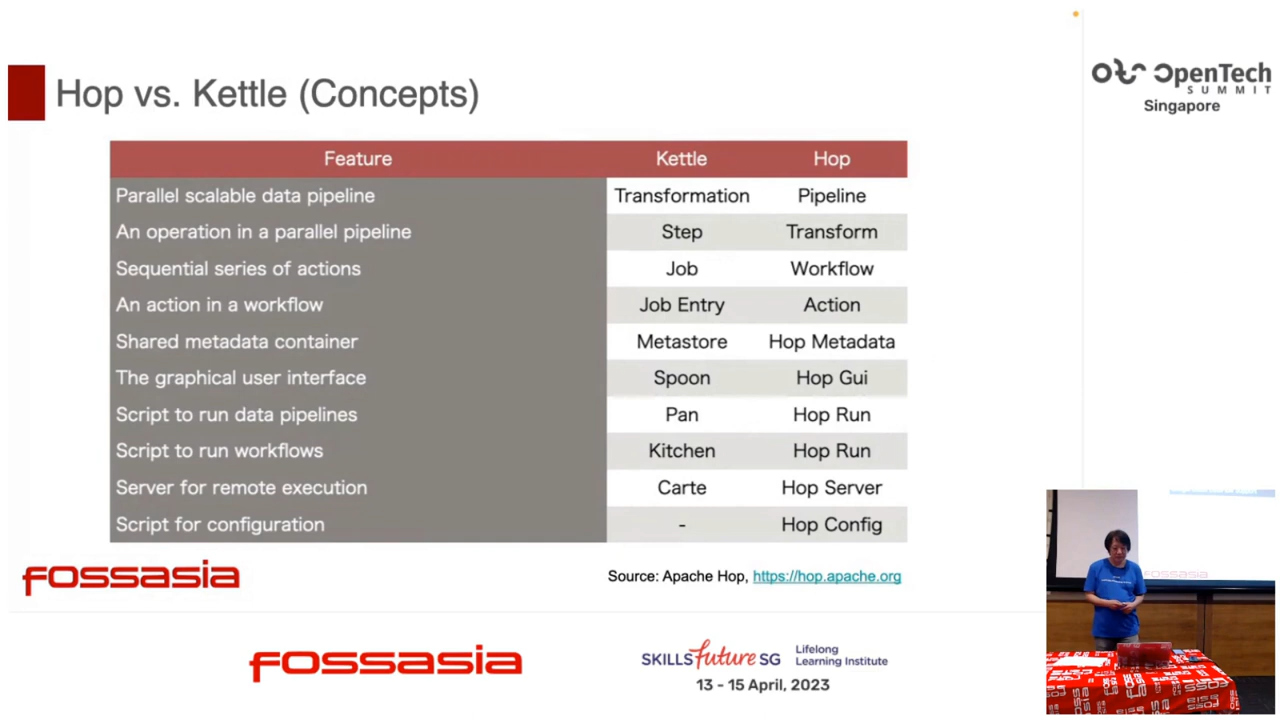 Hop vs. Kettle (Concepts)
OpenTech
SUMMIT
Singapore
Feature Kettle Hop
Parallel scalable data pipeline Transformation Pipeline
An operation in a parallel pipeline Step Transform
Sequential series of actions Job Workflow
An action in a workflow Job Entry Action
Shared metadata container Metastore Hop Metadata
The graphical user interface Spoon Hop Gui
Script to run data pipelines Pan Hop Run
Script to run workflows Kitchen Hop Run
Server for remote execution Carte Hop Server
Script for configuration - Hop Config
fossasia
Source: Apache Hop, https://hop.apache.org
fossasia
SKILLS future SG
Lifelong
Learning Institute
13 - 15 April, 2023
FOSSASIA